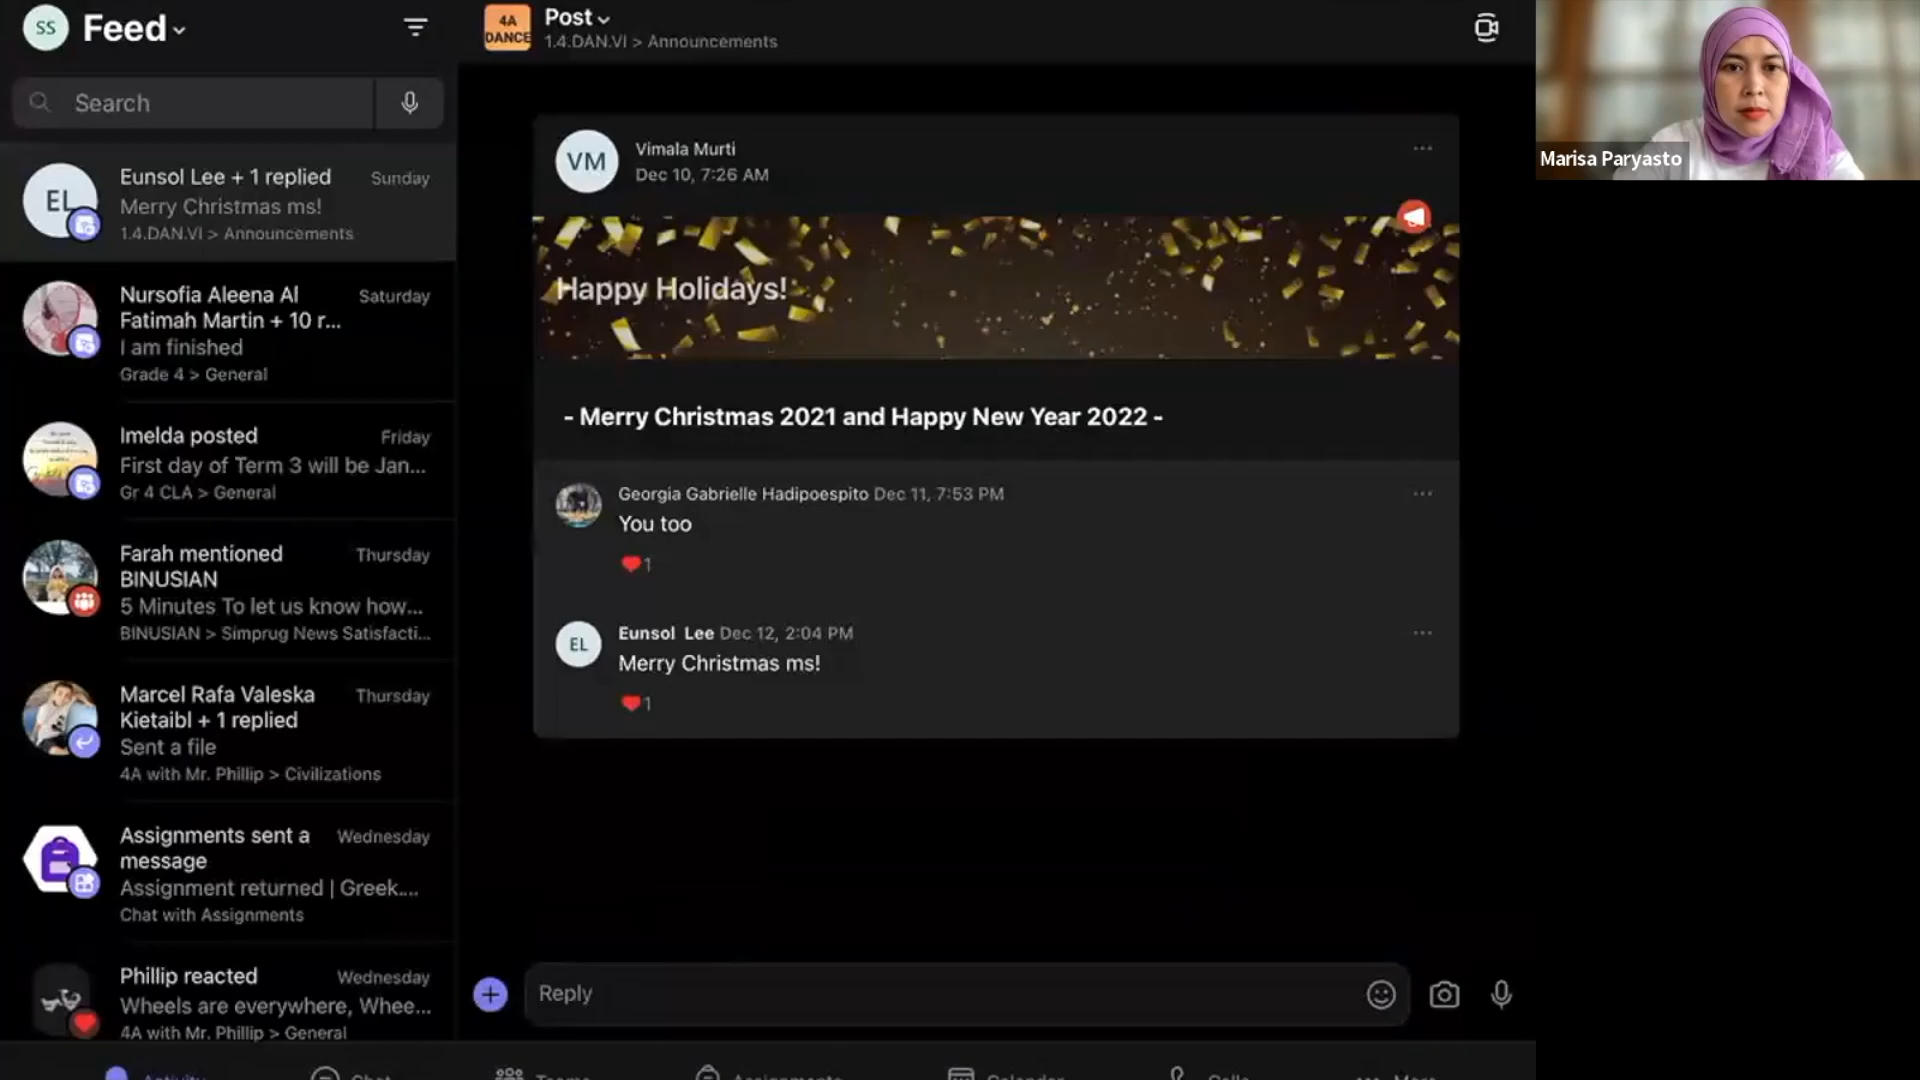 SS
Feed
Search
EL
Eunsol Lee + 1 replied
Sunday
Merry Christmas ms!
1.4.DAN.VI > Announcements
Nursofia Aleena Al
Saturday
Fatimah Martin + 10 r...
I am finished
Grade 4 > General
Imelda posted
Friday
First day of Term 3 will be Jan...
Gr 4 CLA > General
Farah mentioned
Thursday
BINUSIAN
5 Minutes To let us know how...
BINUSIAN > Simprug News Satisfacti...
Marcel Rafa Valeska
Thursday
Kietaibl + 1 replied
Sent a file
4A with Mr. Phillip > Civilizations
Assignments sent a
Wednesday
message
Assignment returned | Greek....
Chat with Assignments
Phillip reacted
Wednesday
Wheels are everywhere, Whee...
4A with Mr. Phillip > General
4A
DANCE
Post
1.4.DAN.VI > Announcements
VM
Vimala Murti
Dec 10, 7:26 AM
Happy Holidays!
- Merry Christmas 2021 and Happy New Year 2022 -
Georgia Gabrielle Hadipoespito Dec 11, 7:53 PM
You too
1
EL
Eunsol Lee Dec 12, 2:04 PM
Merry Christmas ms!
1
Reply
Marisa Paryasto